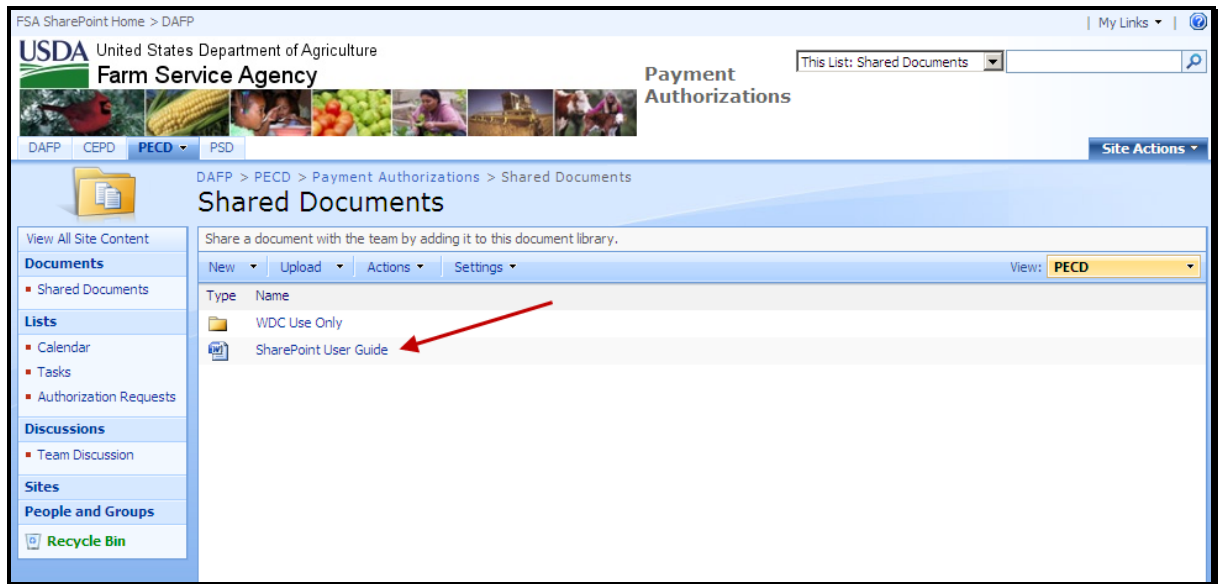 FSA SharePoint Home > DAFP
| My Links |
USDA United States Department of Agriculture
Farm Service Agency
Payment
Authorizations
This List: Shared Documents
DAFP CEPD PECD PSD
Site Actions
DAFP > PECD > Payment Authorizations > Shared Documents
Shared Documents
View All Site Content
Share a document with the team by adding it to this document library.
Documents
New Upload Actions Settings
View: PECD
Shared Documents
Type Name
Lists
WDC Use Only
Calendar
SharePoint User Guide
Tasks
Authorization Requests
Discussions
Team Discussion
Sites
People and Groups
Recycle Bin